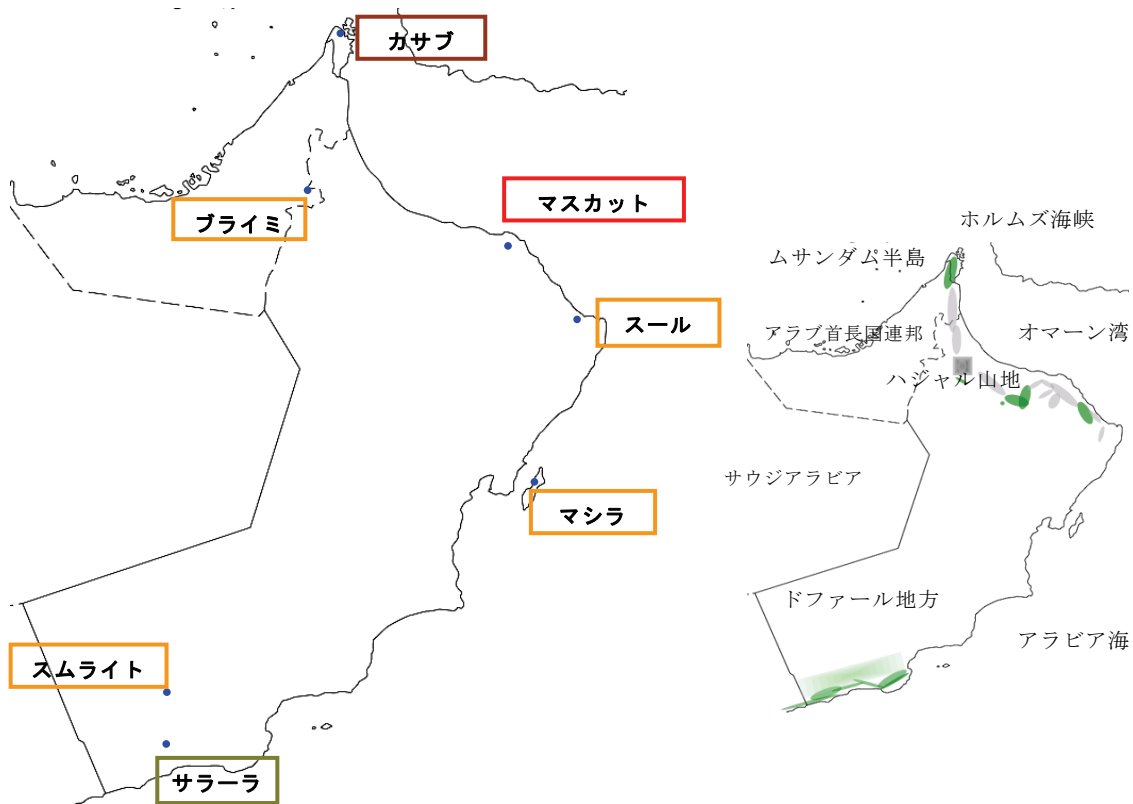 カサブ
マスカット
ブライミ
スール
マシラ
スムライト
サラーラ
ホルムズ海峡
ムサンダム半島
アラブ首長国連邦
オマーン湾
ハジャル山地
サウジアラビア
ドファール地方
アラビア海